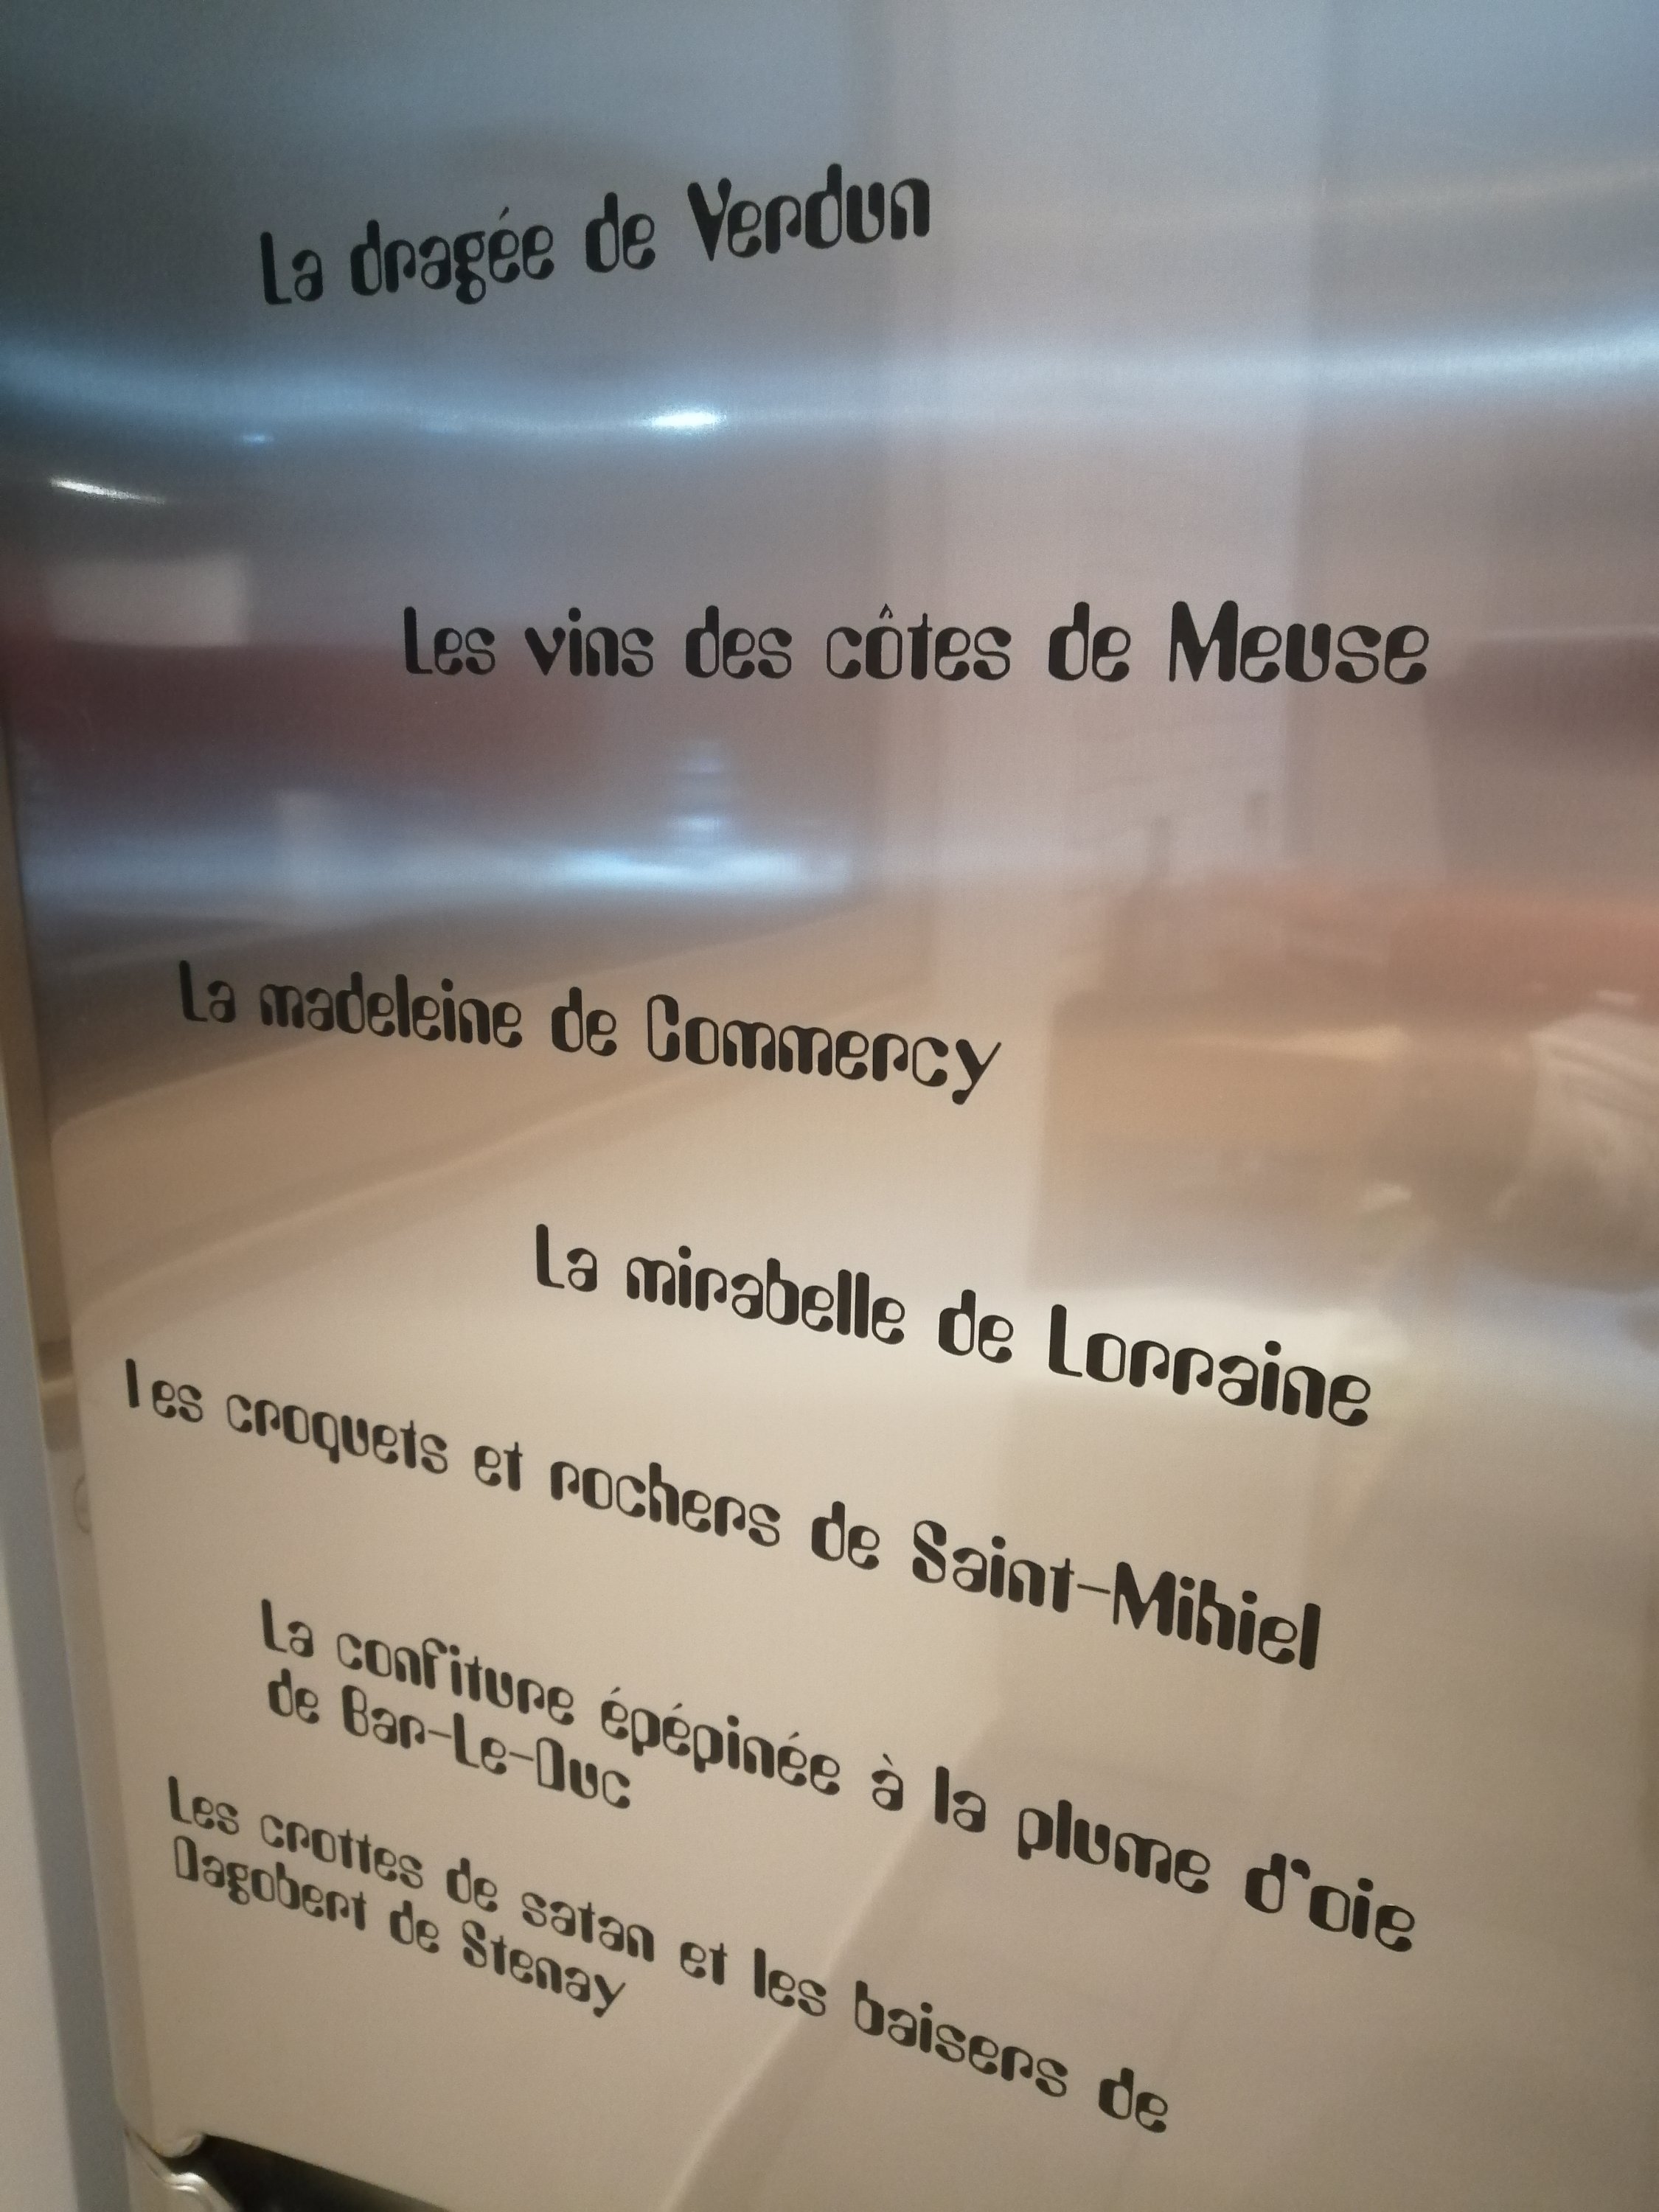 La dragée de Verdun
Les vins des côtes de Meuse
La madeleine de Commercy
La mirabelle de Lorraine
Les croquets et rochers de Saint-Mihiel
La confiture épépinée à la plume d'oie
de Bar-Le-Duc
Les crottes de satan et les baisers de
Dagobert de Stenay